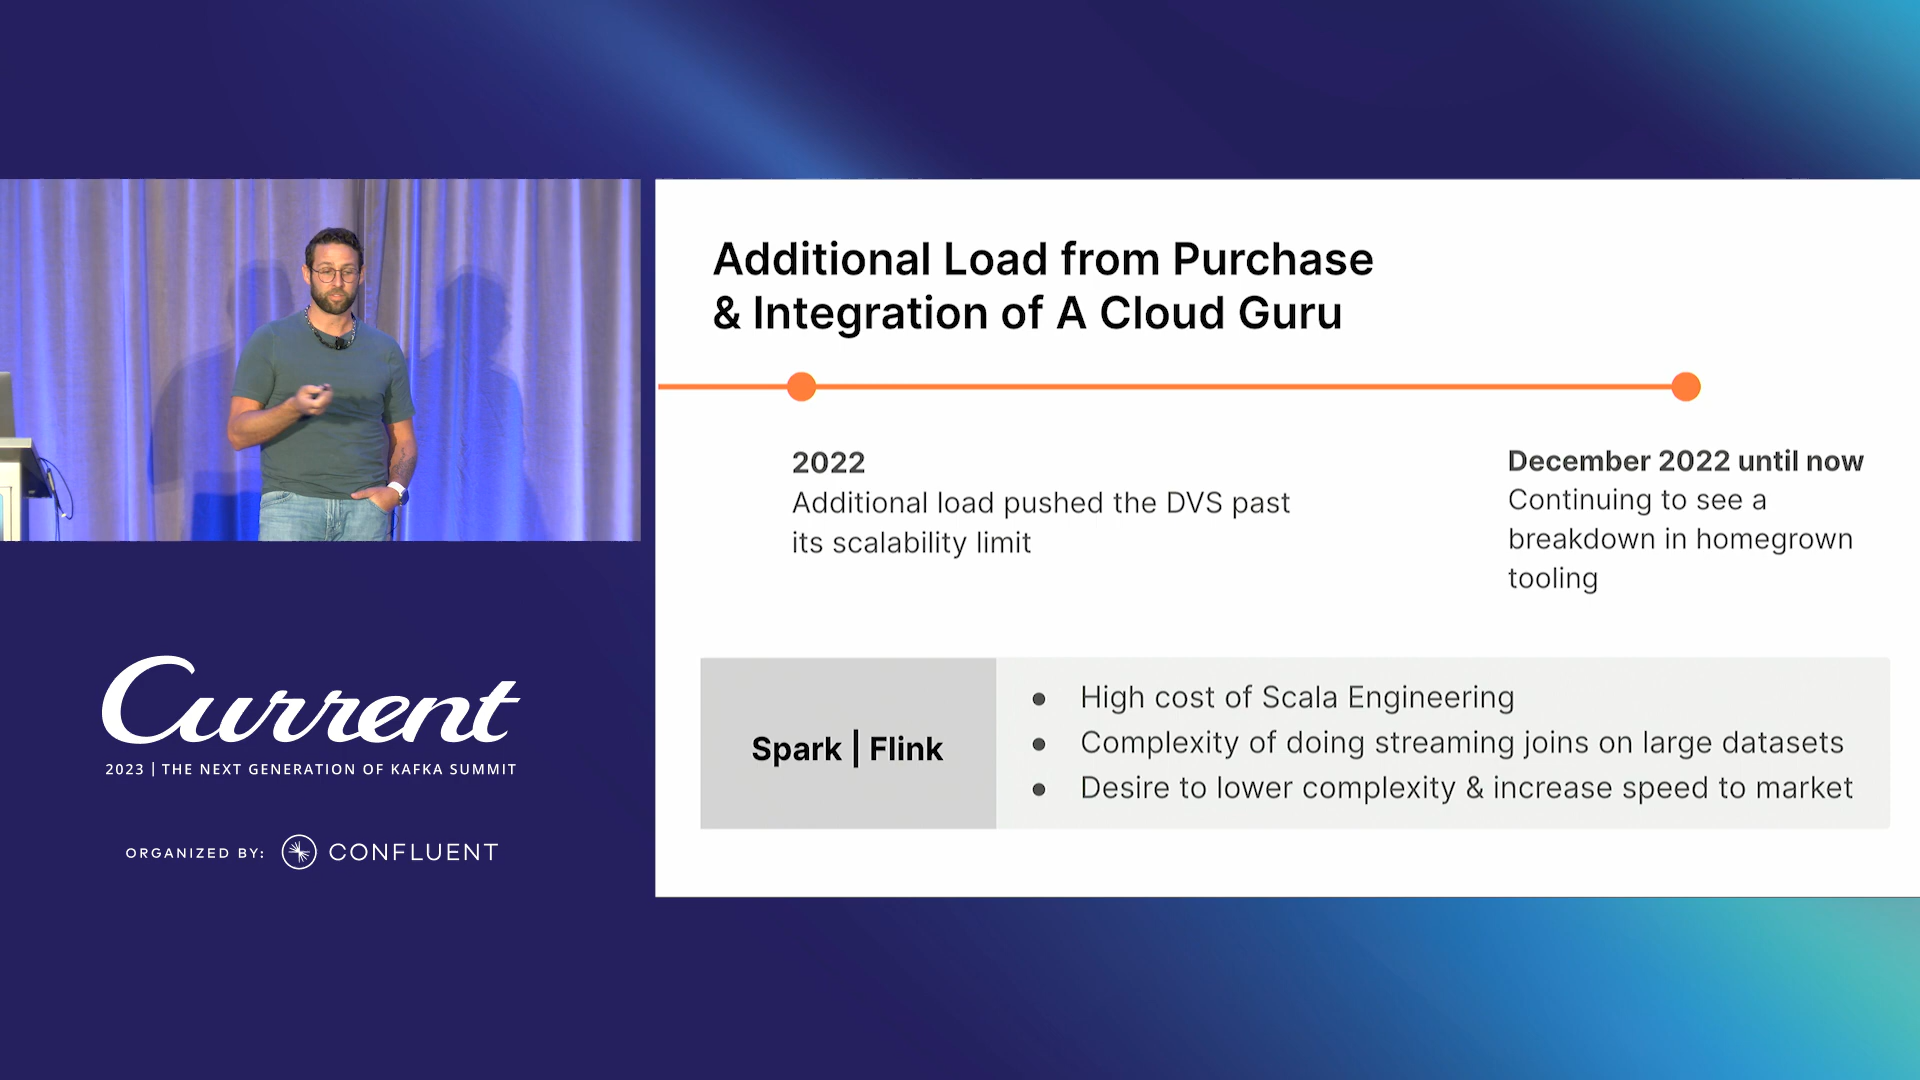 Additional Load from Purchase
& Integration of A Cloud Guru
2022
Additional load pushed the DVS past
its scalability limit
December 2022 until now
Continuing to see a
breakdown in homegrown
tooling
Spark | Flink
● High cost of Scala Engineering
● Complexity of doing streaming joins on large datasets
● Desire to lower complexity & increase speed to market
Current
2023 | THE NEXT GENERATION OF KAFKA SUMMIT
ORGANIZED BY: CONFLUENT